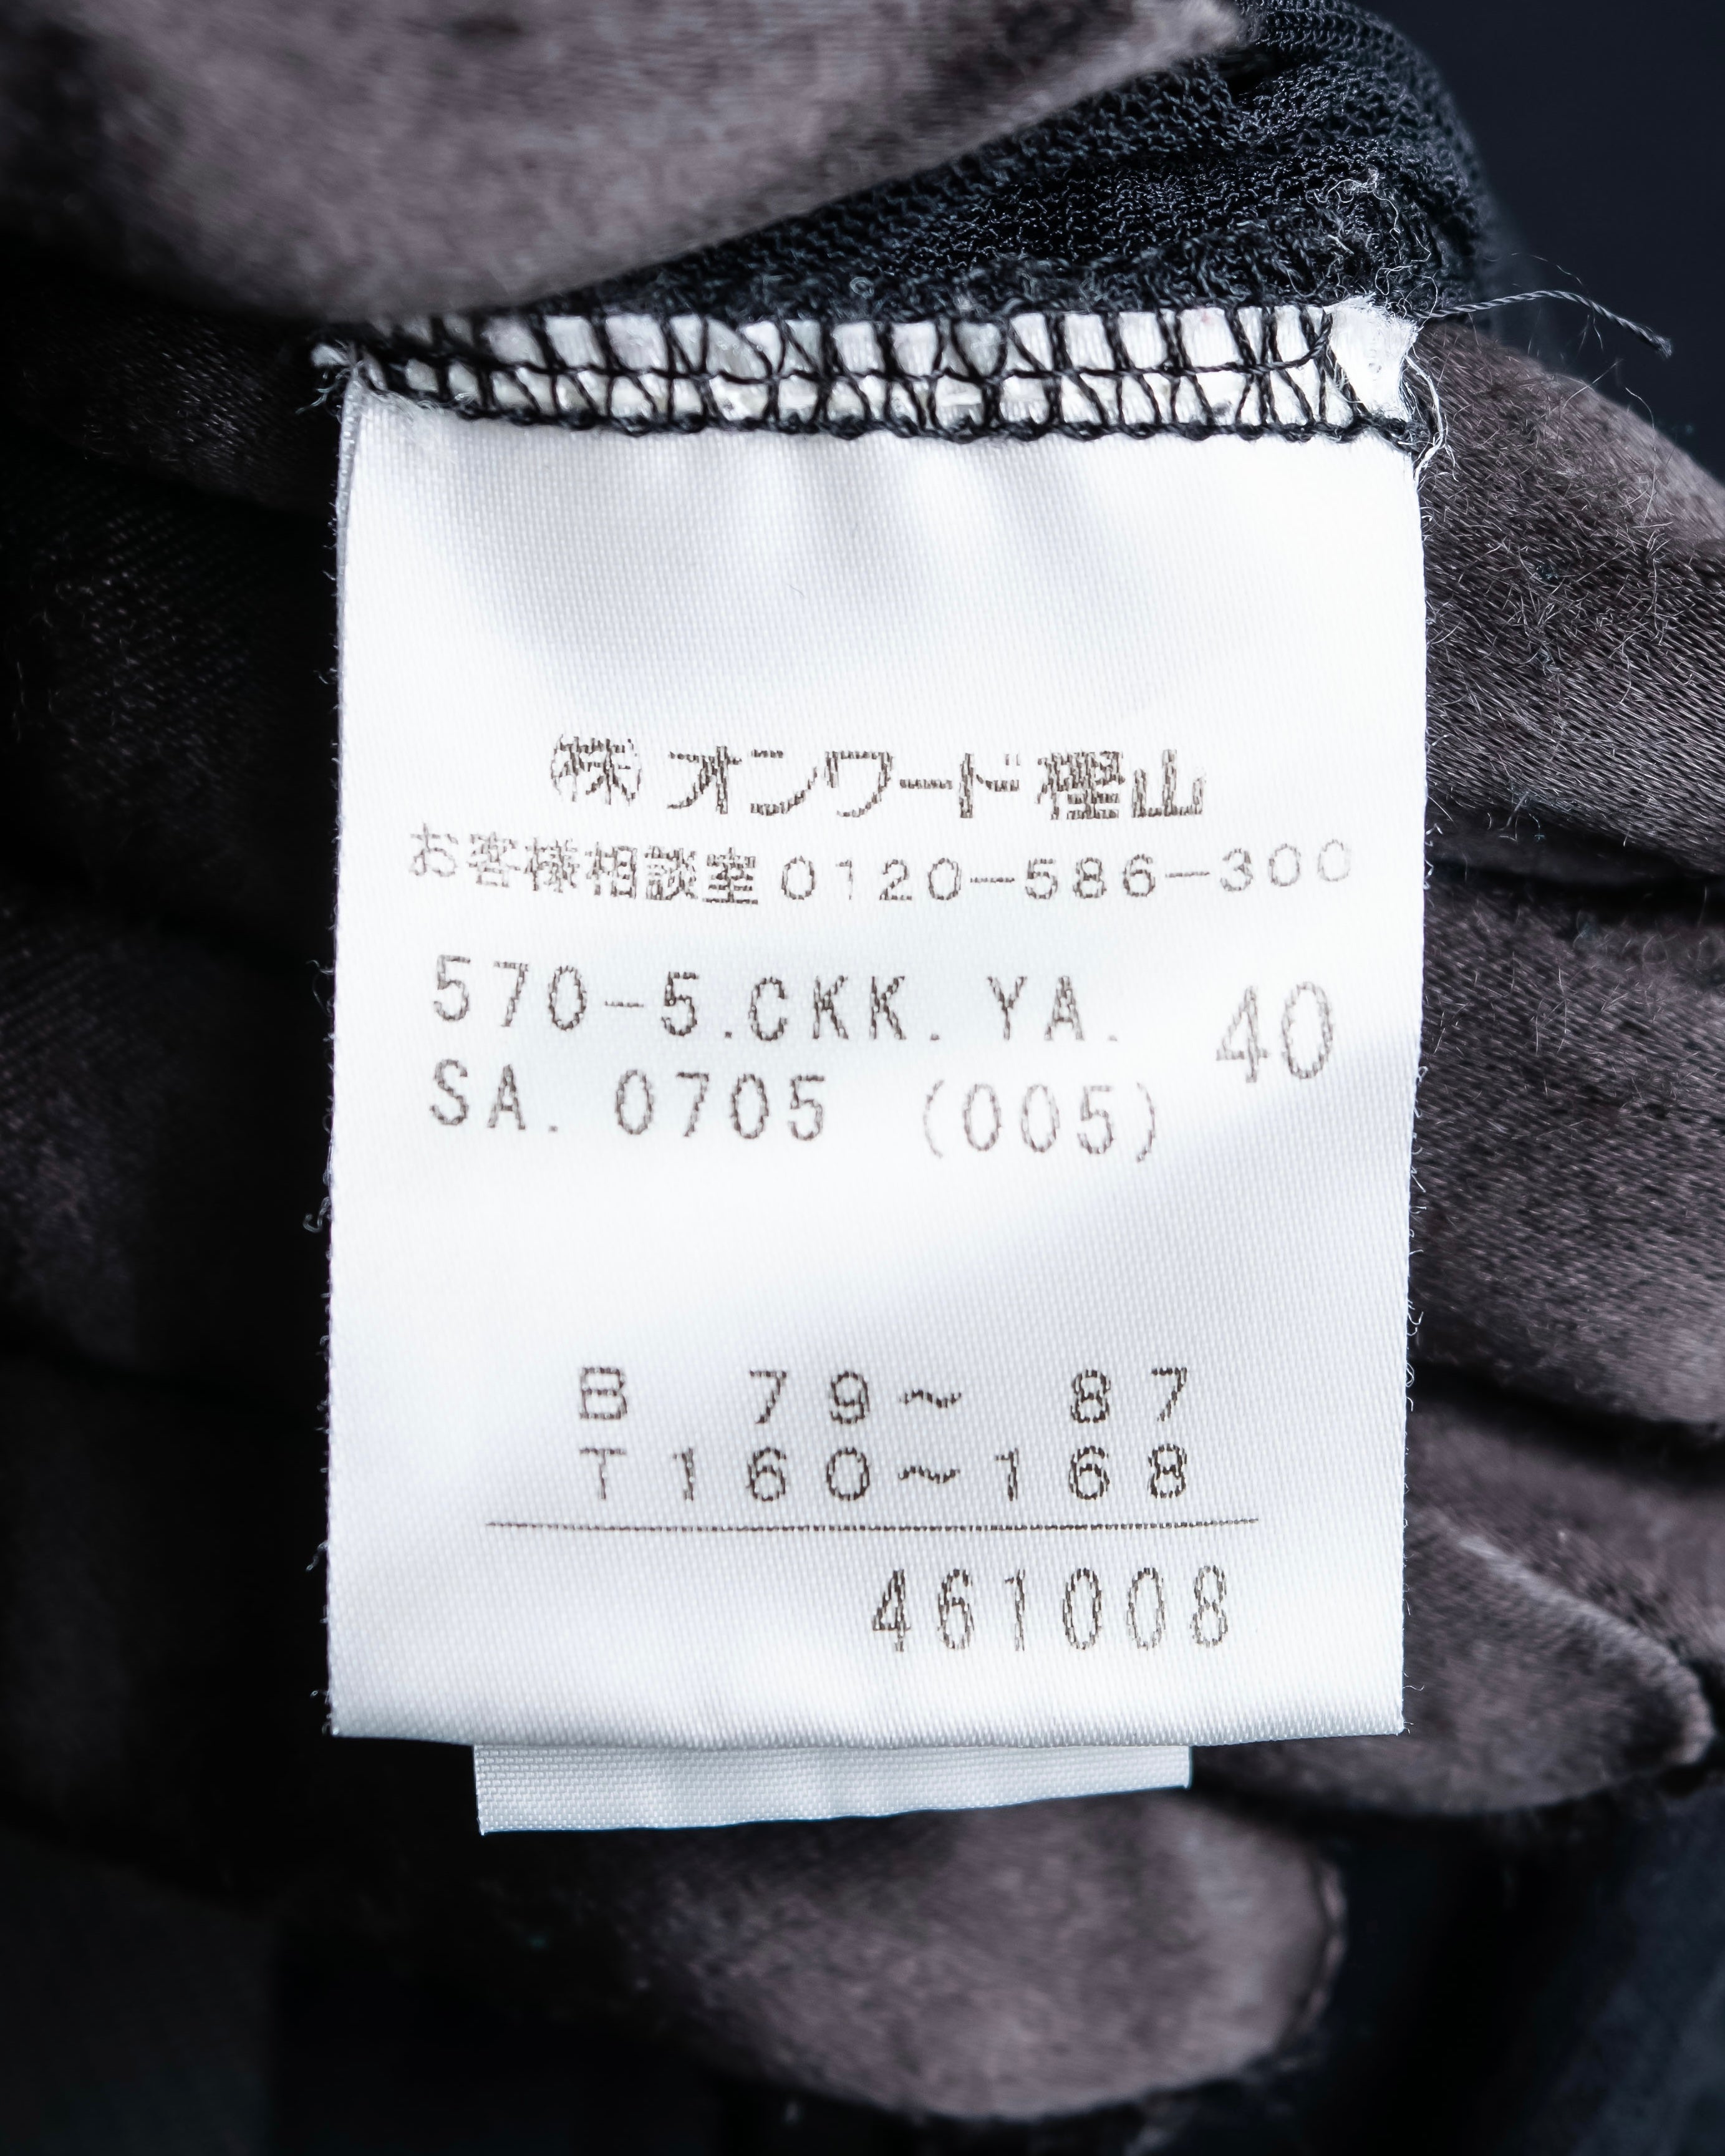 ㈱オンワード樫山
お客様相談室0120-586-300
570-5.CKK. YA. 40
SA. 0705 (005)
B 79~ 87
T160~168
461008